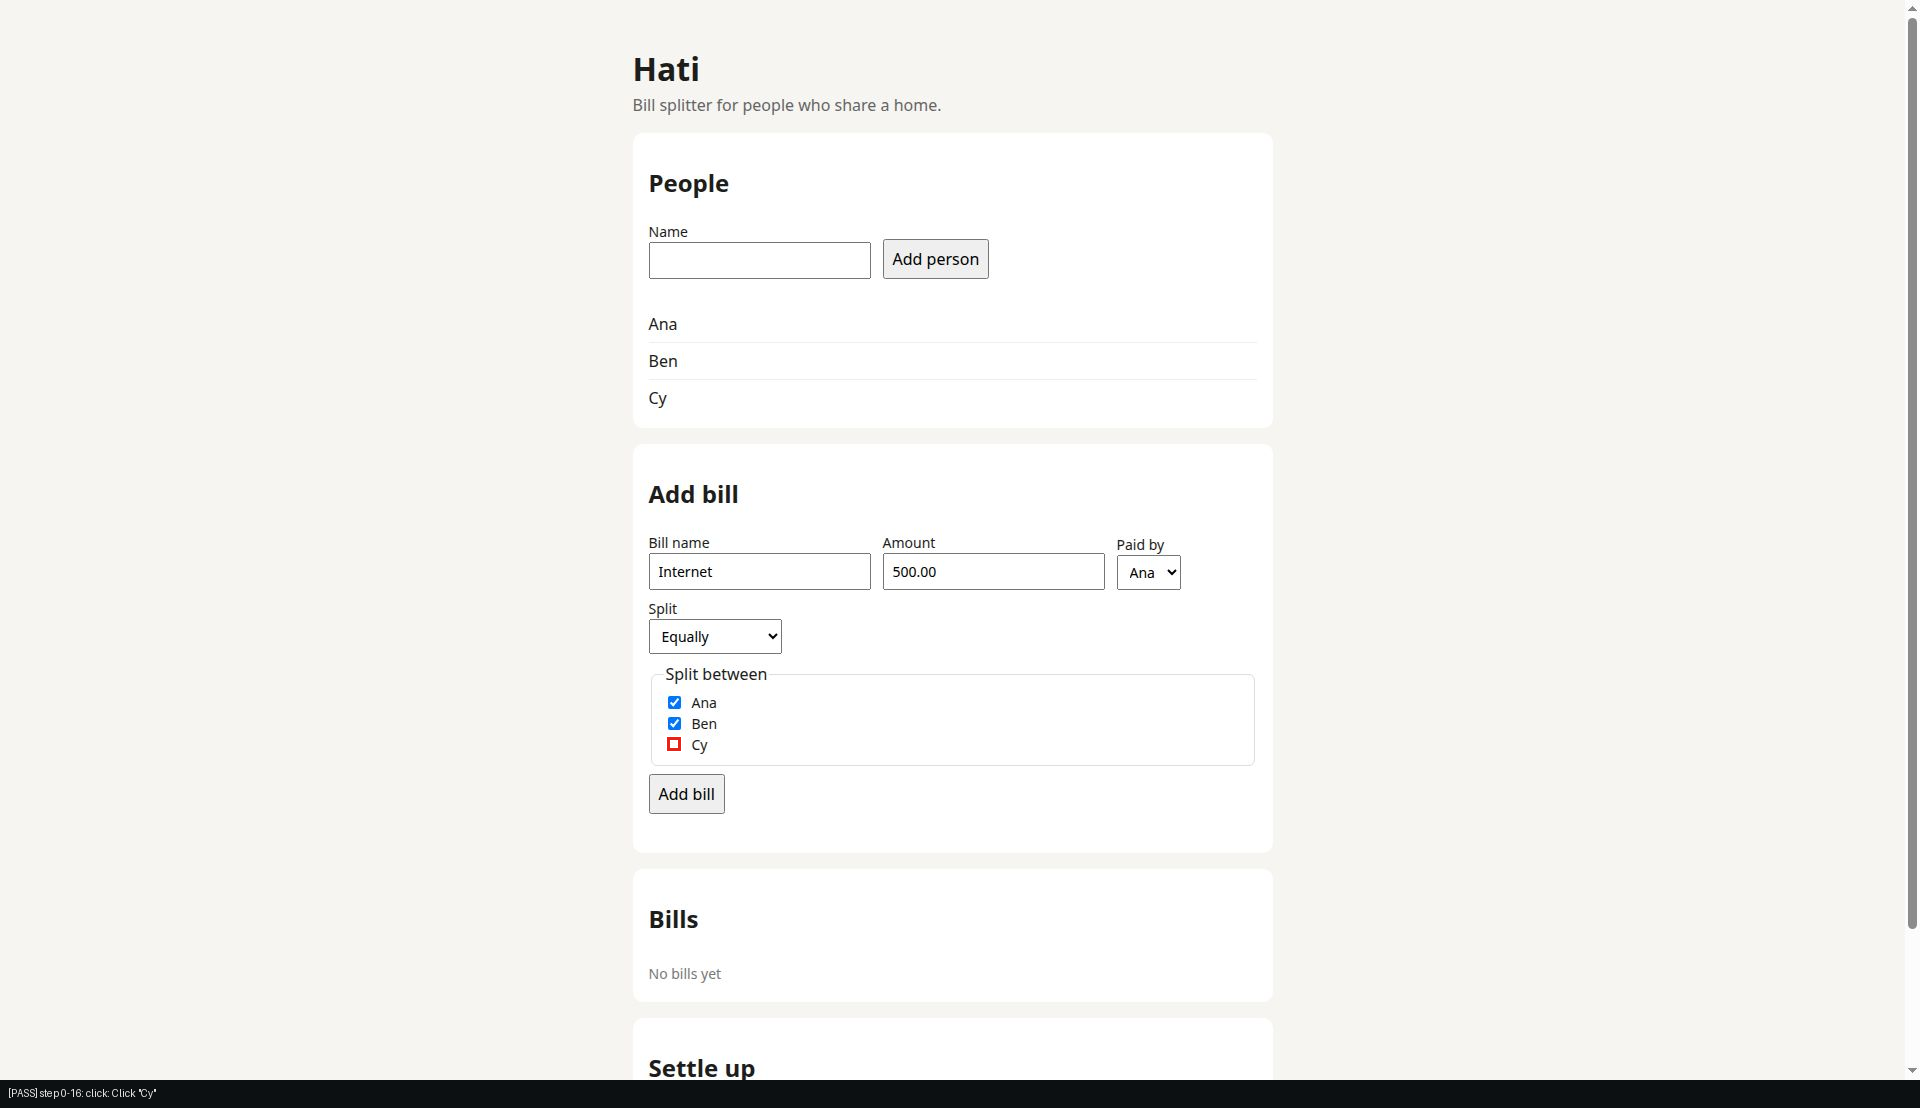 Hati
Bill splitter for people who share a home.
People
Name
Add person
Ana
Ben
Cy
Add bill
Bill name
Amount
Paid by
Internet
500.00
Ana
Split
Equally
Split between
Ana
Ben
Cy
Add bill
Bills
No bills yet
Settle up
[PASS] step 0-16: click: Click "Cy"